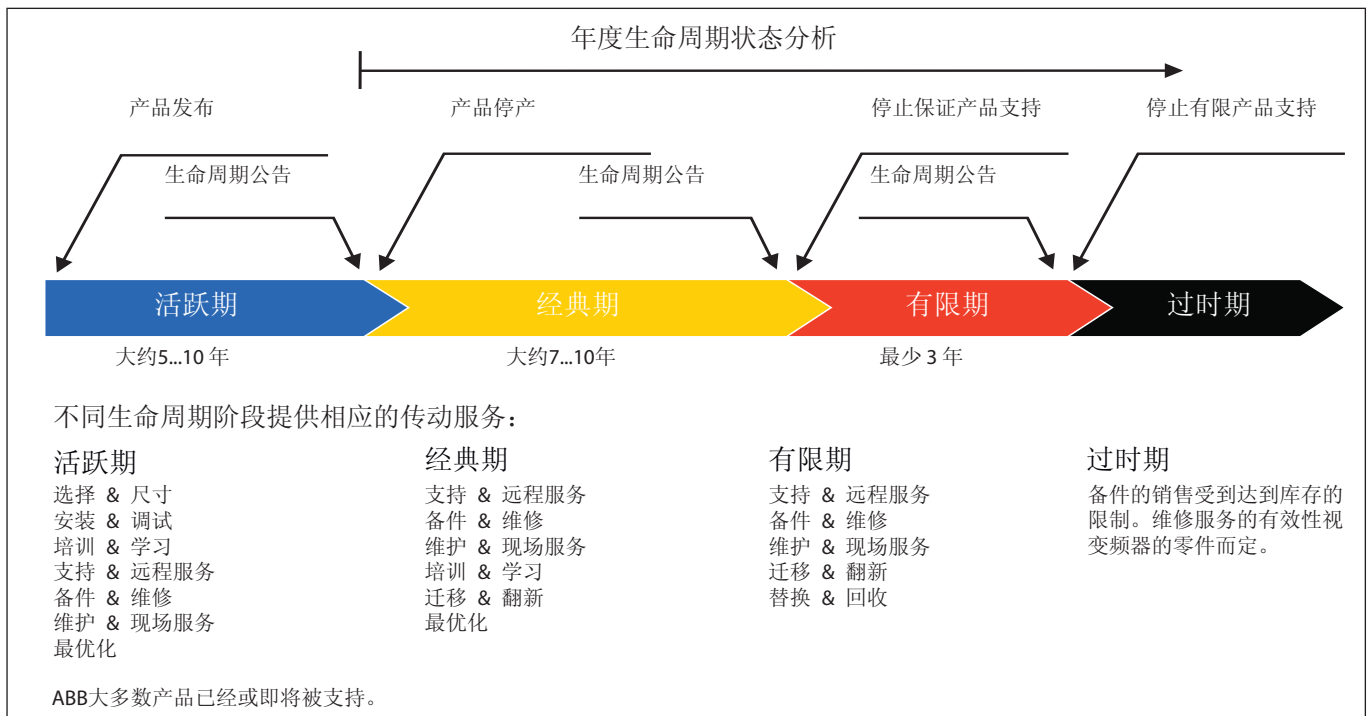 年度生命周期状态分析
产品发布
产品停产
停止保证产品支持
停止有限产品支持
生命周期公告
生命周期公告
生命周期公告
活跃期
经典期
有限期
过时期
大约5...10 年
大约7...10年
最少 3 年
不同生命周期阶段提供相应的传动服务：
活跃期
选择 & 尺寸
安装 & 调试
培训 & 学习
支持 & 远程服务
备件 & 维修
维护 & 现场服务
最优化
经典期
支持 & 远程服务
备件 & 维修
维护 & 现场服务
培训 & 学习
迁移 & 翻新
最优化
有限期
支持 & 远程服务
备件 & 维修
维护 & 现场服务
迁移 & 翻新
替换 & 回收
过时期
备件的销售受到达到库存的
限制。维修服务的有效性视
变频器的零件而定。
ABB大多数产品已经或即将被支持。